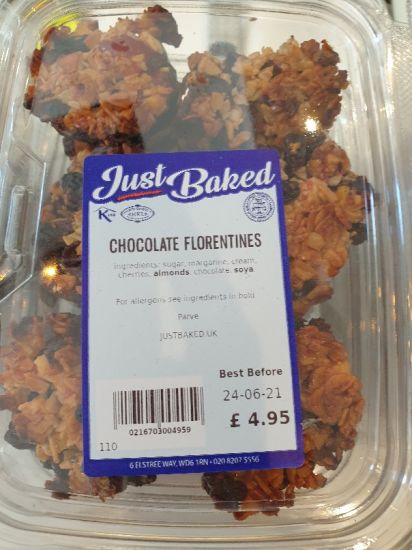 Just Baked
CHOCOLATE FLORENTINES
Ingredients: sugar, margarine, cream,
cherries, almonds, chocolate, soya
For allergens see ingredients in bold
Parve
JUSTBAKED.UK
Best Before
24-06-21
£ 4.95
0216703004959
110
6 ELSTREE WAY, WD6 1RN • 020 8207 5556